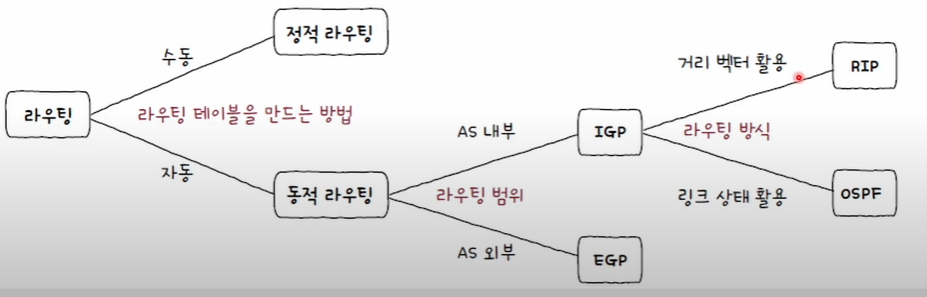 라우팅
수동
정적 라우팅
라우팅 테이블을 만드는 방법
자동
동적 라우팅
AS 내부
라우팅 범위
AS 외부
IGP
EGP
거리 벡터 활용
라우팅 방식
링크 상태 활용
RIP
OSPF